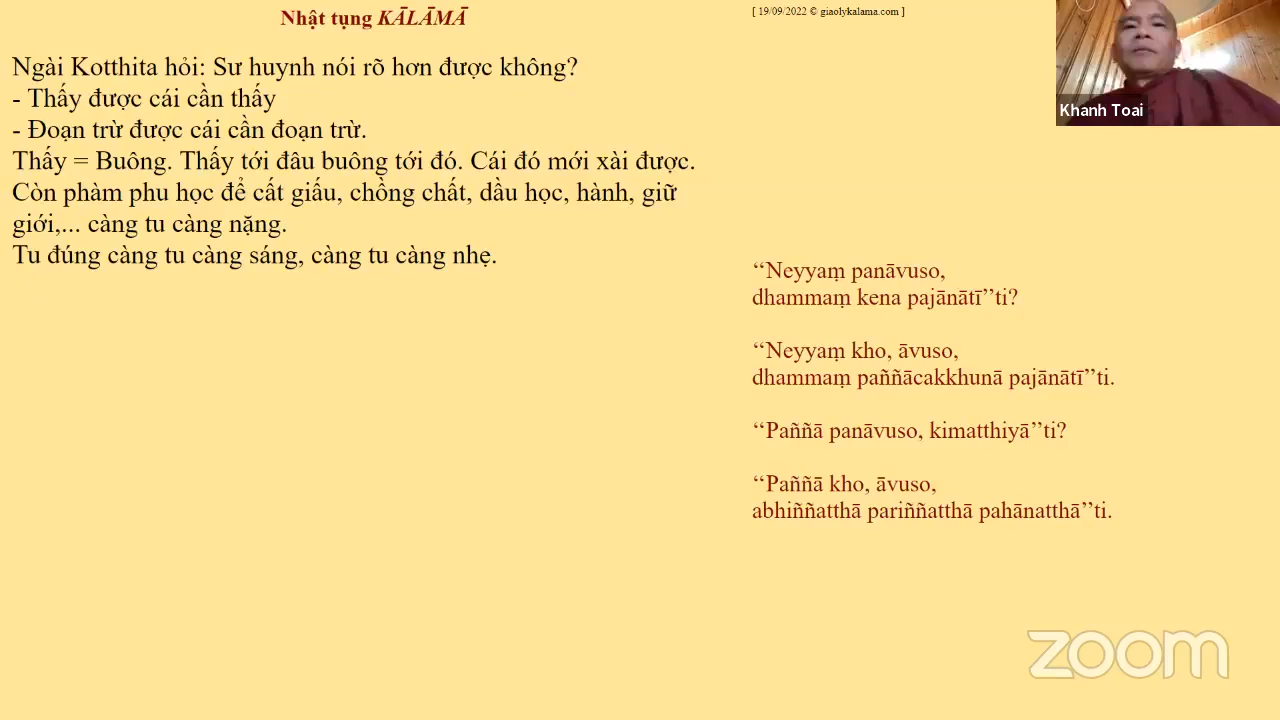 Nhật tụng KĀLĀMĀ
[ 19/09/2022 © giaolykalama.com ]
Khanh Toai
Ngài Kotthita hỏi: Sư huynh nói rõ hơn được không?
- Thấy được cái cần thấy
- Đoạn trừ được cái cần đoạn trừ.
Thấy = Buông. Thấy tới đâu buông tới đó. Cái đó mới xài được.
Còn phàm phu học để cất giấu, chồng chất, dầu học, hành, giữ
giới,... càng tu càng nặng.
Tu đúng càng tu càng sáng, càng tu càng nhẹ.
‘‘Neyyaṃ panāvuso,
dhammaṃ kena pajānātī’’ti?
‘‘Neyyaṃ kho, āvuso,
dhammaṃ paññācakkhunā pajānātī’’ti.
‘‘Paññā panāvuso, kimatthiyā’’ti?
‘‘Paññā kho, āvuso,
abhiññatthā pariññatthā pahānatthā’’ti.
zoom